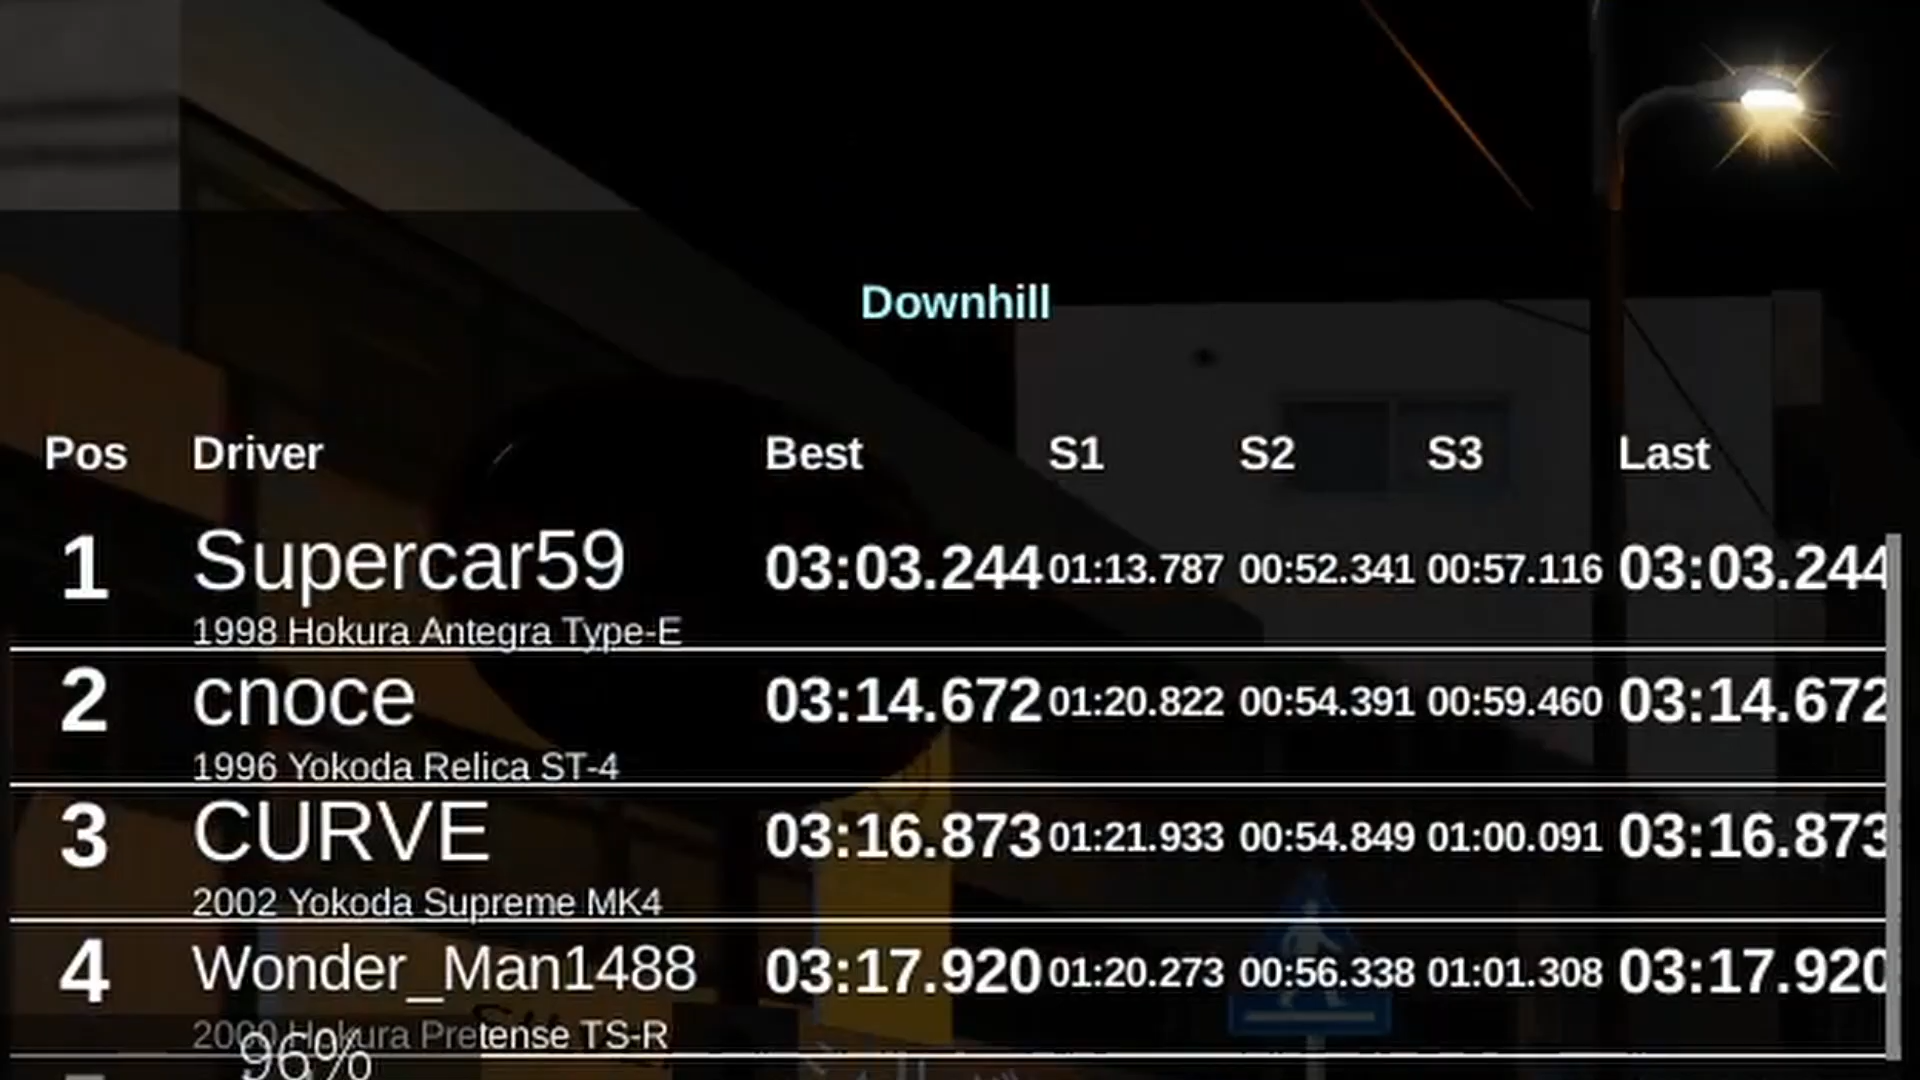 Downhill
Pos Driver Best S1 S2 S3 Last
1 Supercar59 03:03.244 01:13.787 00:52.341 00:57.116 03:03.244
1998 Hokura Antegra Type-E
2 cnoce 03:14.672 01:20.822 00:54.391 00:59.460 03:14.672
1996 Yokoda Relica ST-4
3 CURVE 03:16.873 01:21.933 00:54.849 01:00.091 03:16.873
2002 Yokoda Supreme MK4
4 Wonder_Man1488 03:17.920 01:20.273 00:56.338 01:01.308 03:17.920
2000 Hokura Pretense TS-R
96%